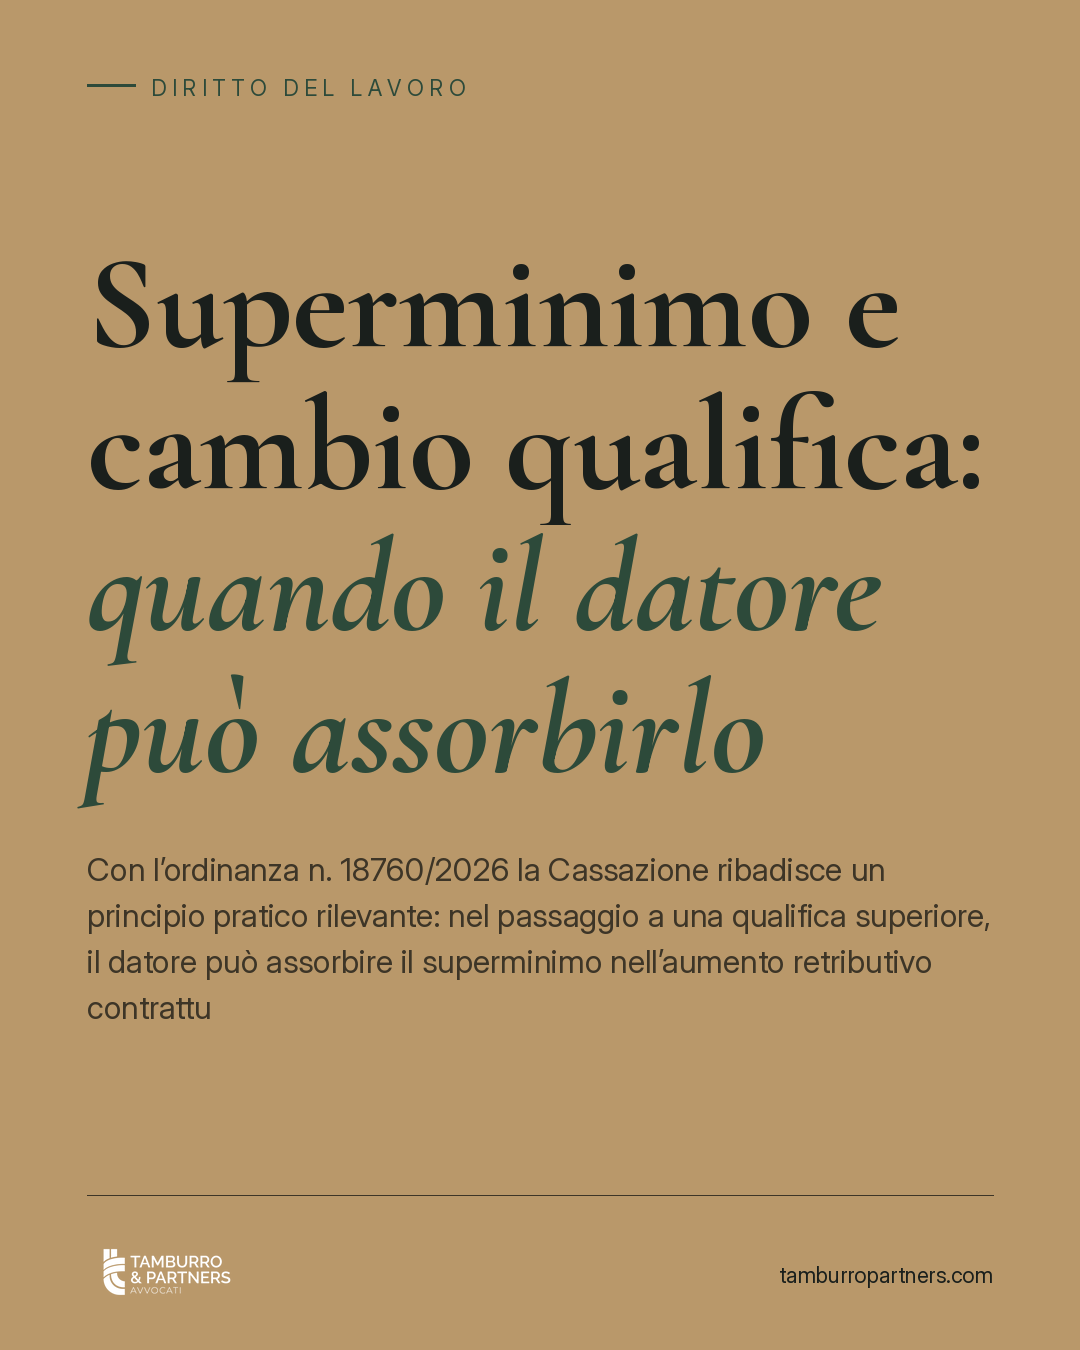 DIRITTO DEL LAVORO
Superminimo e
cambio qualifica:
quando il datore
può assorbirlo
Con l’ordinanza n. 18760/2026 la Cassazione ribadisce un
principio pratico rilevante: nel passaggio a una qualifica superiore,
il datore può assorbire il superminimo nell’aumento retributivo
contrattu
TAMBURRO
& PARTNERS
AVVOCATI
tamburropartners.com